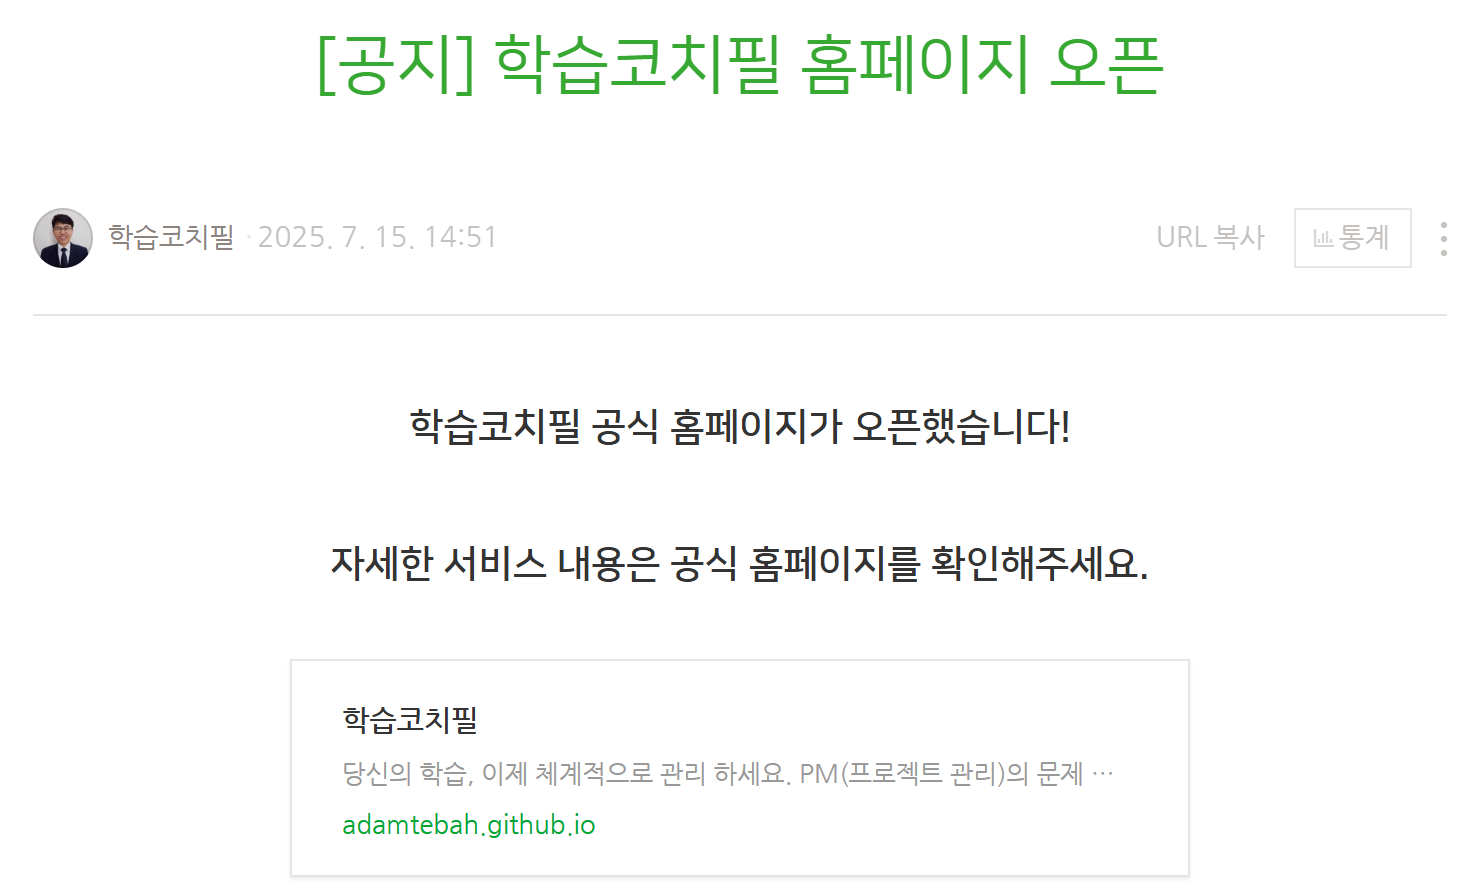 [공지] 학습코치필 홈페이지 오픈
학습코치필 · 2025. 7. 15. 14:51
URL 복사
통계
학습코치필 공식 홈페이지가 오픈했습니다!
자세한 서비스 내용은 공식 홈페이지를 확인해주세요.
학습코치필
당신의 학습, 이제 체계적으로 관리 하세요. PM(프로젝트 관리)의 문제 …
adamtebah.github.io